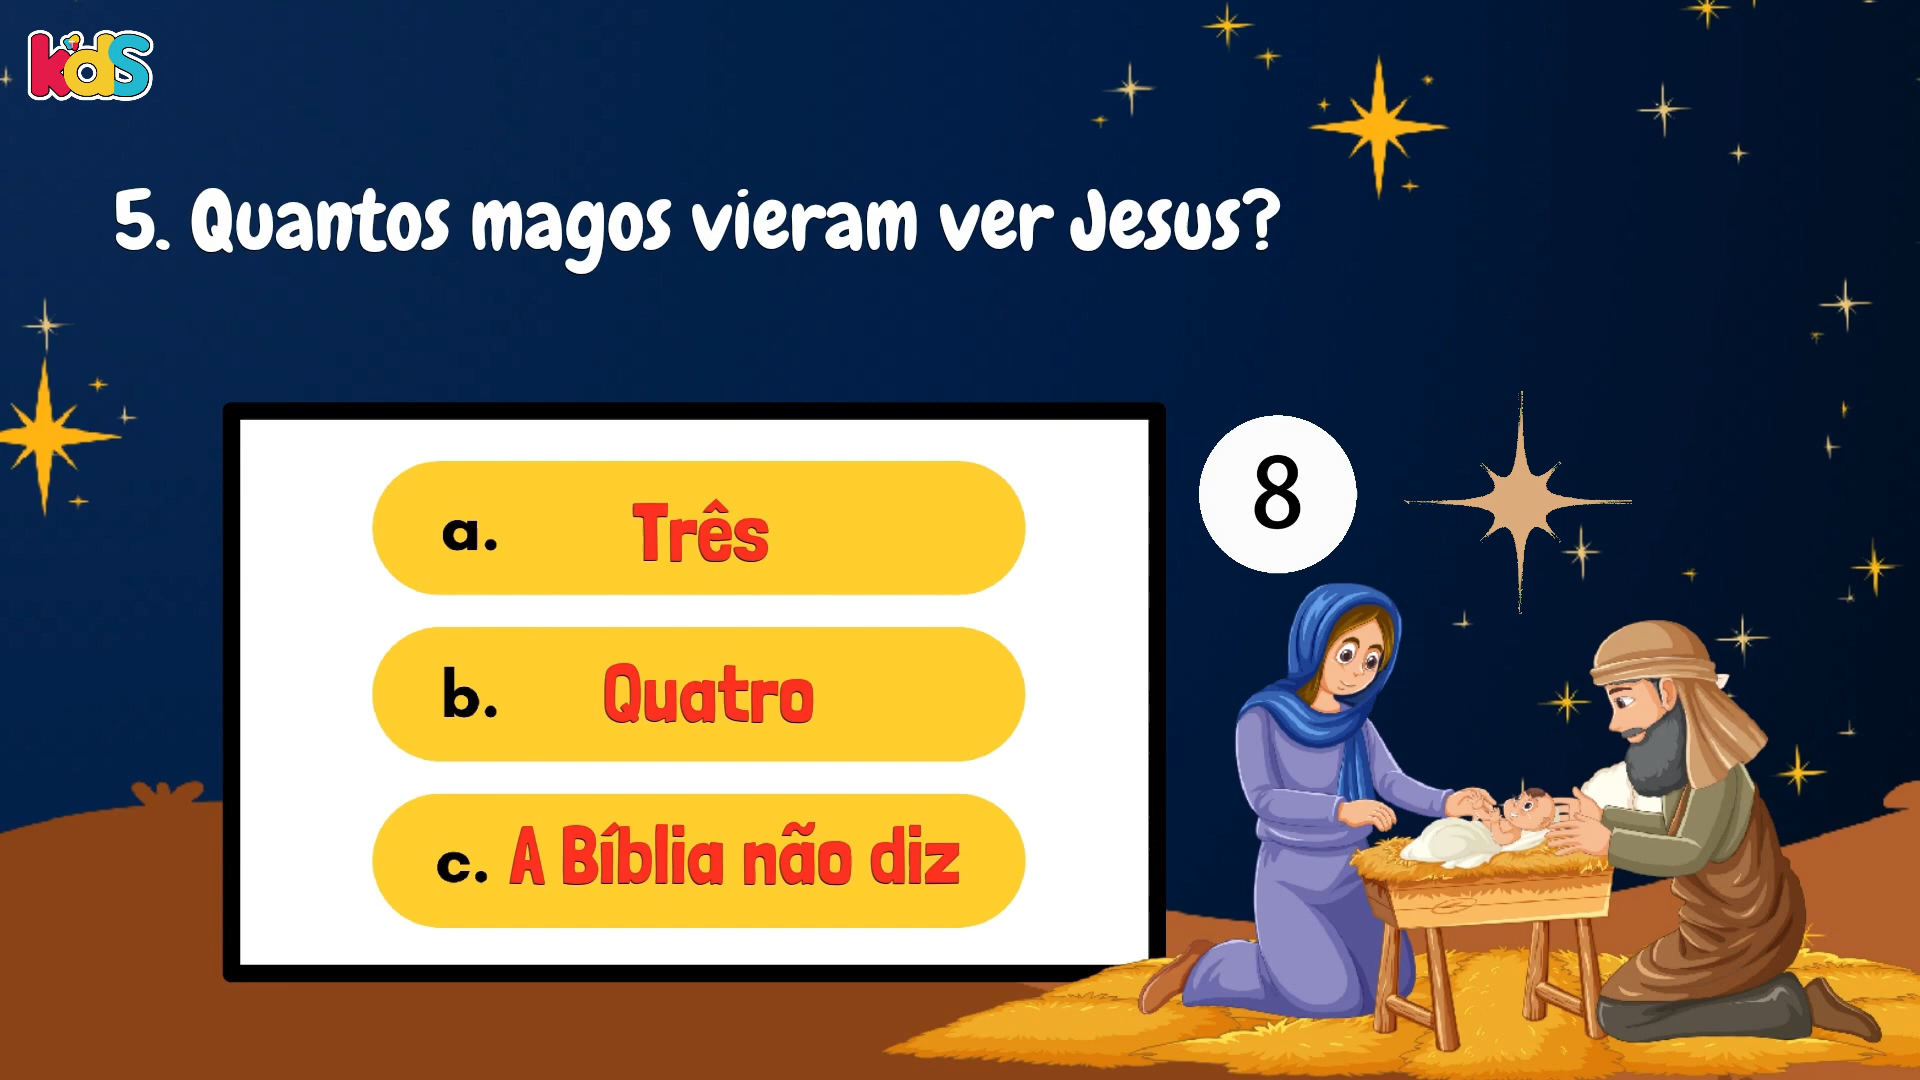 kids
5. Quantos magos vieram ver Jesus?
8
a. Três
b. Quatro
c. A Bíblia não diz